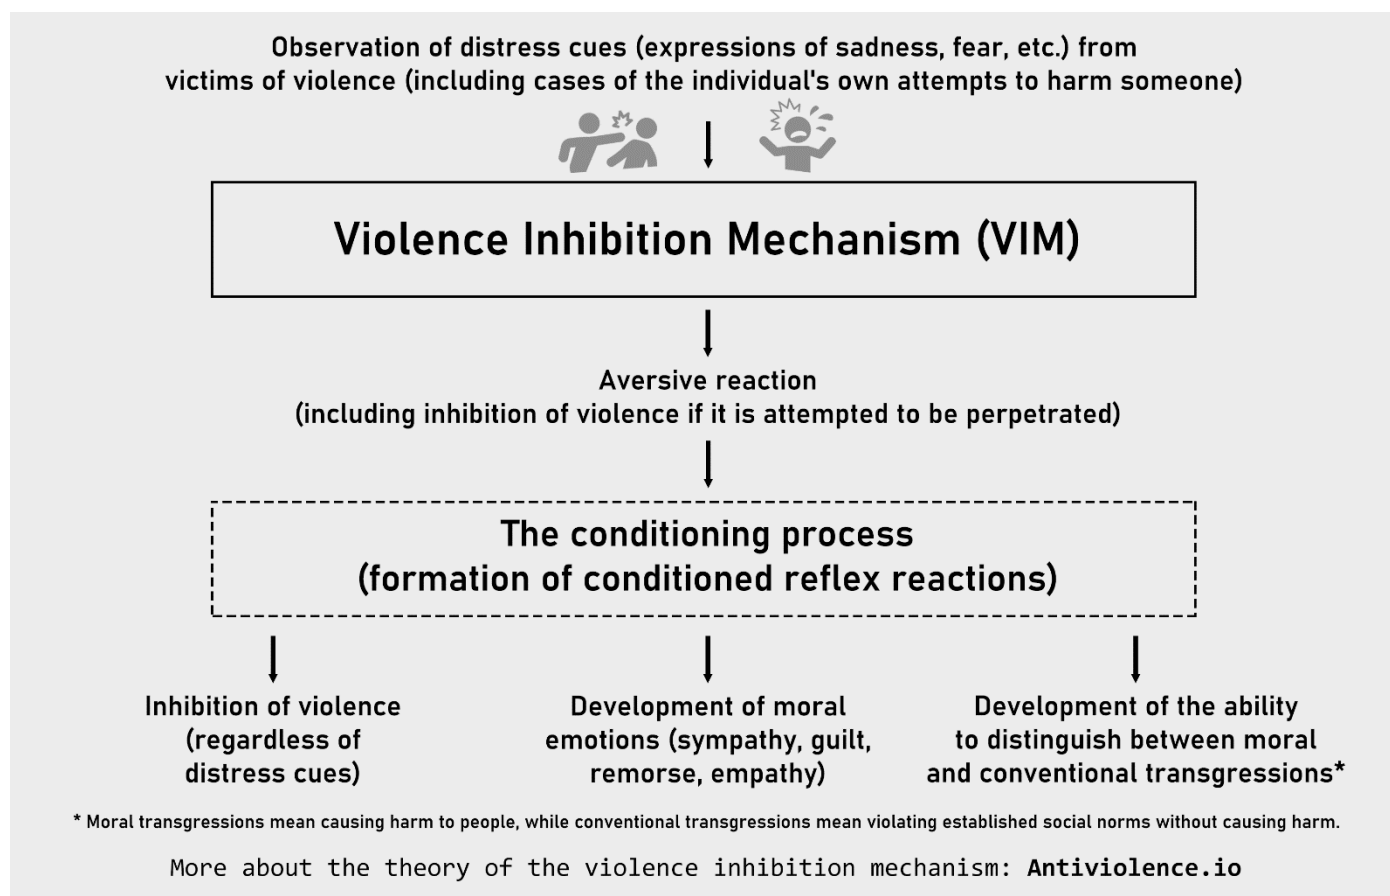 Observation of distress cues (expressions of sadness, fear, etc.) from
victims of violence (including cases of the individual's own attempts to harm someone)
Violence Inhibition Mechanism (VIM)
Aversive reaction
(including inhibition of violence if it is attempted to be perpetrated)
The conditioning process
(formation of conditioned reflex reactions)
Inhibition of violence
(regardless of
distress cues)
Development of moral
emotions (sympathy, guilt,
remorse, empathy)
Development of the ability
to distinguish between moral
and conventional transgressions*
* Moral transgressions mean causing harm to people, while conventional transgressions mean violating established social norms without causing harm.
More about the theory of the violence inhibition mechanism: Antiviolence.io